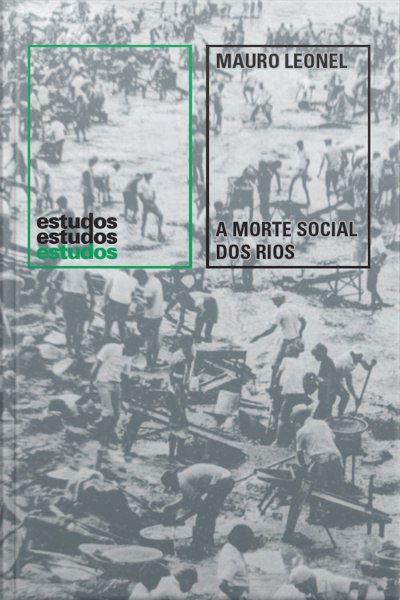 MAURO LEONEL
estudos
estudos
estudos
A MORTE SOCIAL
DOS RIOS